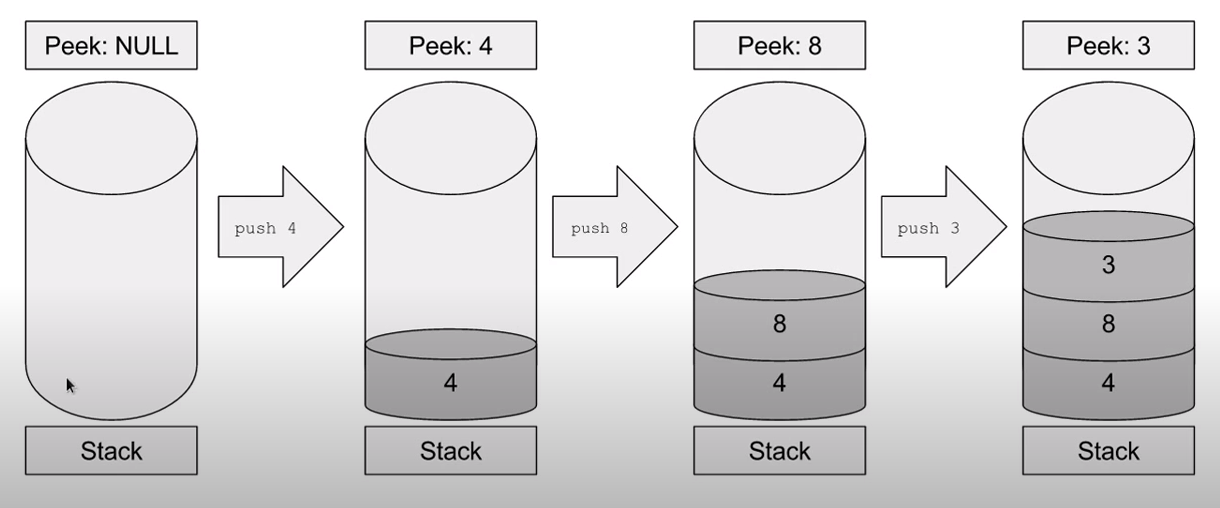 Peek: NULL
Peek: 4
Peek: 8
Peek: 3
push 4
push 8
push 3
3
8
8
4
4
4
Stack
Stack
Stack
Stack